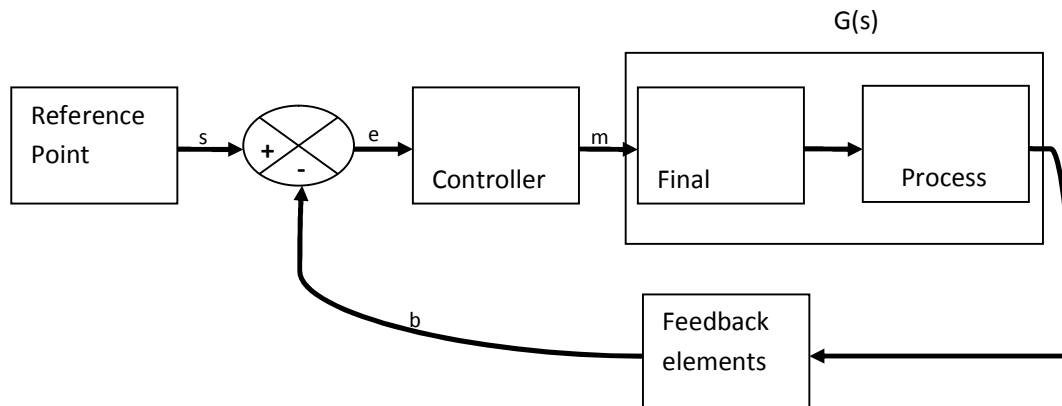 G(s)
Reference
Point
s
+
-
e
Controller
m
Final
Process
b
Feedback
elements